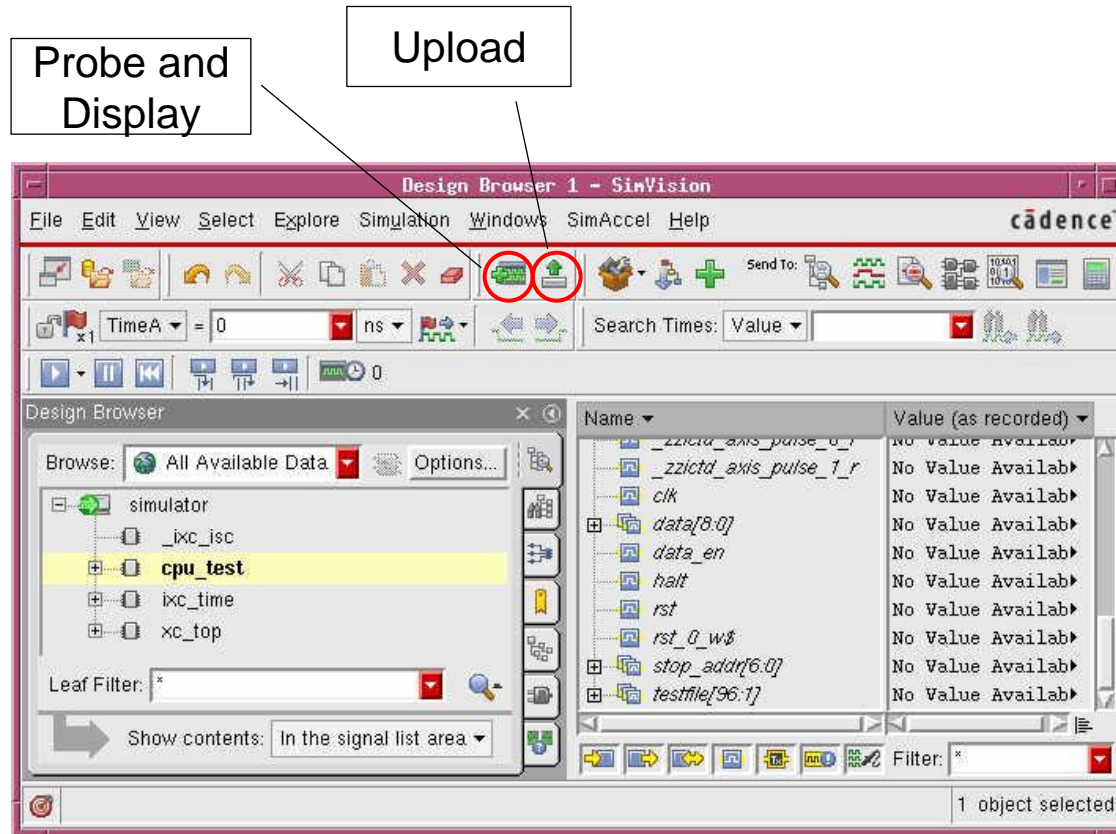 Probe and
Display
Upload
Design Browser 1 - SimVision
File Edit View Select Explore Simulation Windows SimAccel Help
cādence
Send To:
x1 TimeA = 0 ns
Search Times: Value
0
Design Browser
Browse: All Available Data Options...
simulator
_ixc_isc
cpu_test
ixc_time
xc_top
Leaf Filter: *
Show contents: In the signal list area
Name Value (as recorded)
_zzictd_axis_pulse_0_r No Value Availab
_zzictd_axis_pulse_1_r No Value Availab
clk No Value Availab
data[8:0] No Value Availab
data_en No Value Availab
halt No Value Availab
rst No Value Availab
rst_0_w$ No Value Availab
stop_addr[6:0] No Value Availab
testfile[96:1] No Value Availab
Filter: *
1 object selected